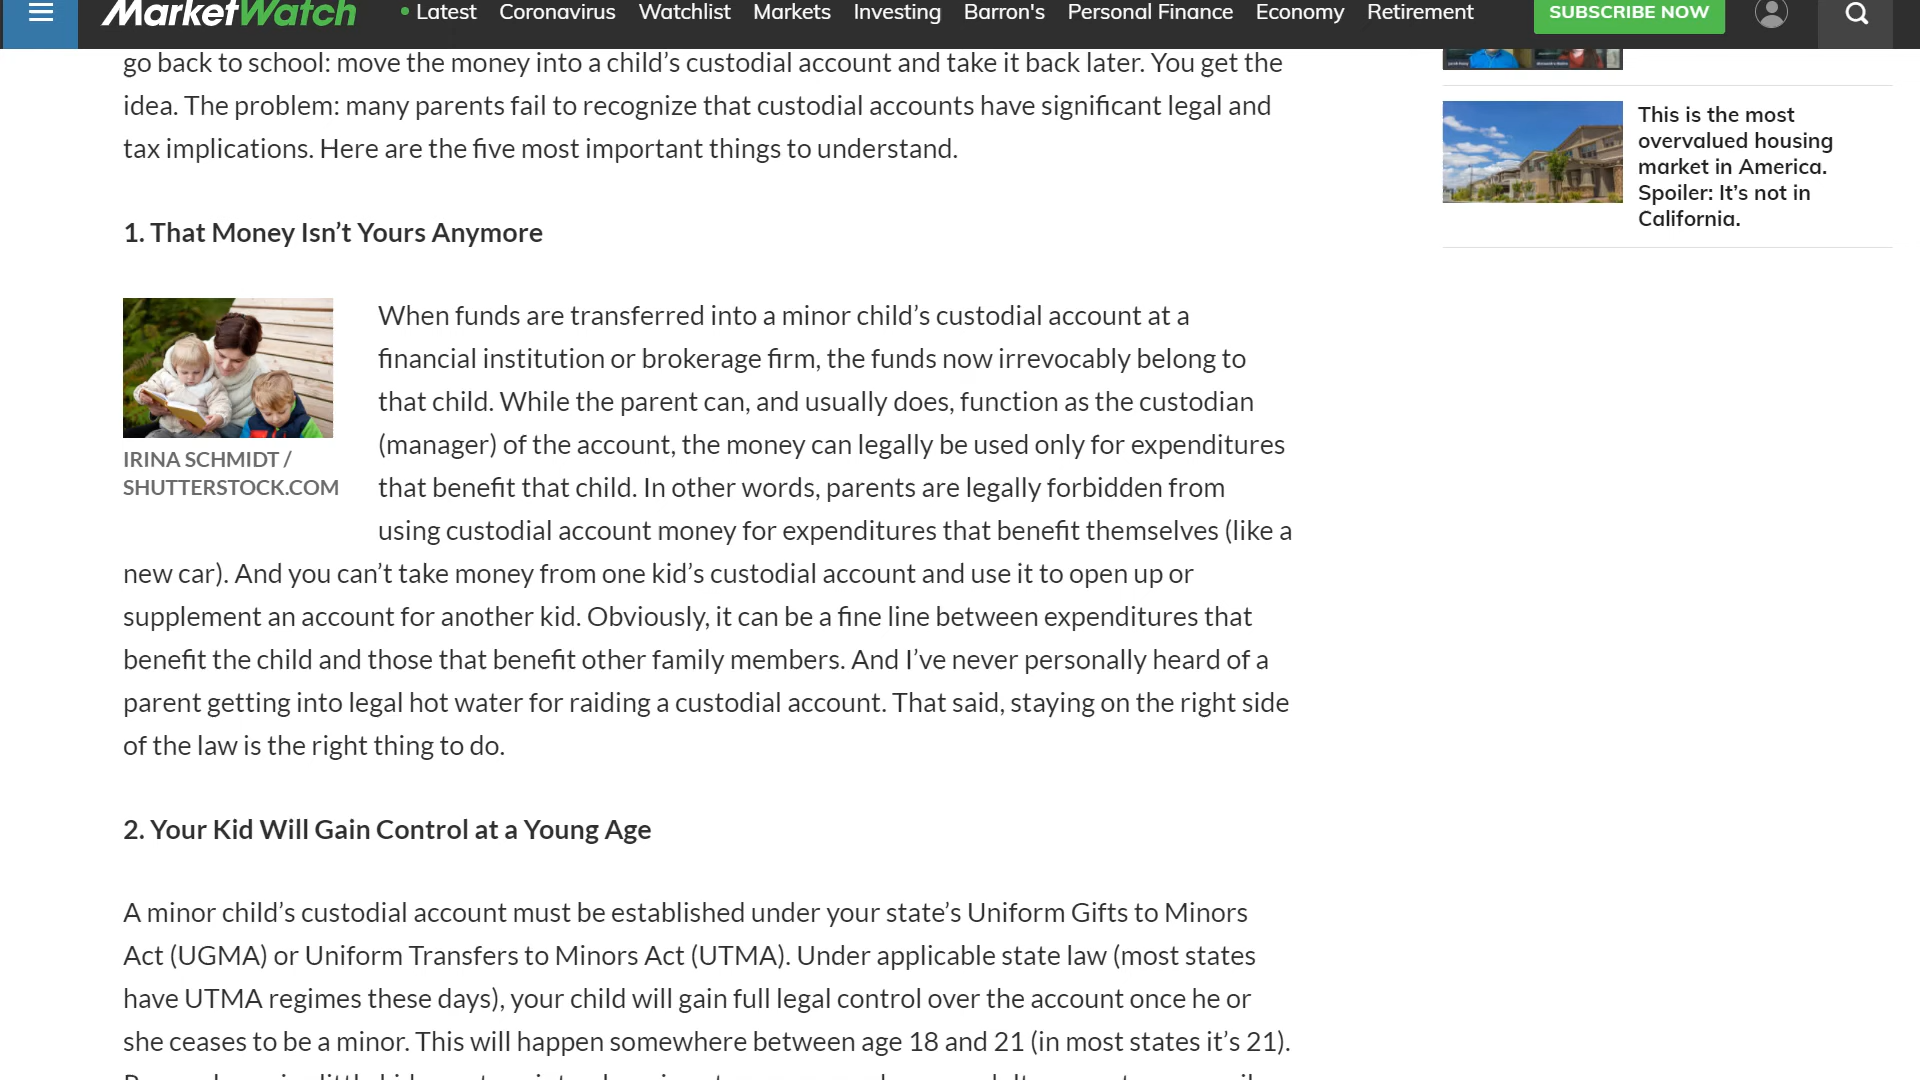 MarketWatch
• Latest Coronavirus Watchlist Markets Investing Barron's Personal Finance Economy Retirement
SUBSCRIBE NOW
go back to school: move the money into a child’s custodial account and take it back later. You get the
idea. The problem: many parents fail to recognize that custodial accounts have significant legal and
tax implications. Here are the five most important things to understand.
1. That Money Isn’t Yours Anymore
IRINA SCHMIDT /
SHUTTERSTOCK.COM
When funds are transferred into a minor child’s custodial account at a
financial institution or brokerage firm, the funds now irrevocably belong to
that child. While the parent can, and usually does, function as the custodian
(manager) of the account, the money can legally be used only for expenditures
that benefit that child. In other words, parents are legally forbidden from
using custodial account money for expenditures that benefit themselves (like a
new car). And you can’t take money from one kid’s custodial account and use it to open up or
supplement an account for another kid. Obviously, it can be a fine line between expenditures that
benefit the child and those that benefit other family members. And I’ve never personally heard of a
parent getting into legal hot water for raiding a custodial account. That said, staying on the right side
of the law is the right thing to do.
2. Your Kid Will Gain Control at a Young Age
A minor child’s custodial account must be established under your state’s Uniform Gifts to Minors
Act (UGMA) or Uniform Transfers to Minors Act (UTMA). Under applicable state law (most states
have UTMA regimes these days), your child will gain full legal control over the account once he or
she ceases to be a minor. This will happen somewhere between age 18 and 21 (in most states it’s 21).
This is the most
overvalued housing
market in America.
Spoiler: It’s not in
California.